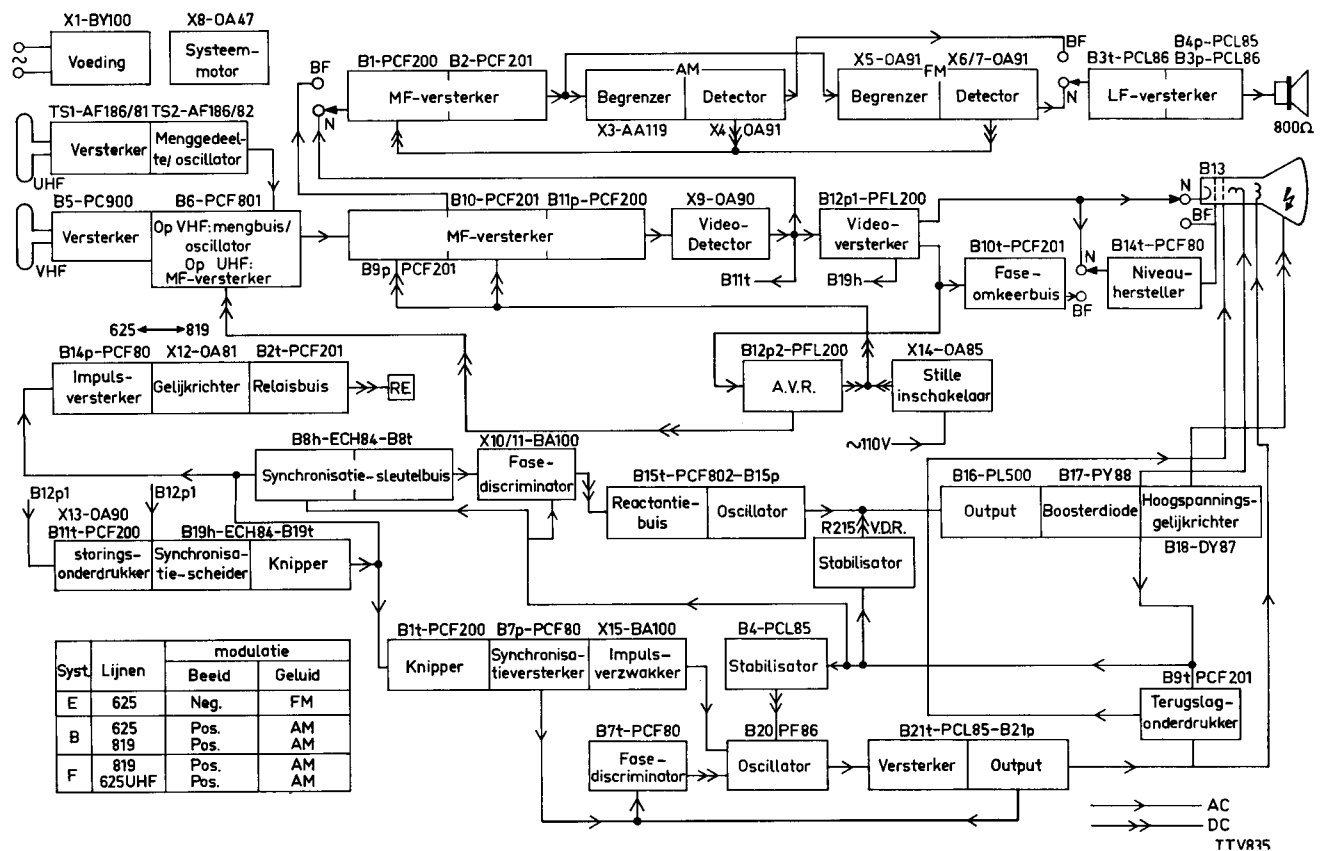 X1-BY100
X8-OA47
Voeding
Systeem-
motor
BF
N
B1-PCF200
B2-PCF201
MF-versterker
AM
Begrenzer
Detector
X3-AA119
X4
OA91
X5-OA91
X6/7-OA91
FM
Begrenzer
Detector
BF
N
B4p-PCL85
B3t-PCL86
B3p-PCL86
LF-versterker
800Ω
TS1-AF186/81
TS2-AF186/82
Versterker
Menggedeel-
te/oscillator
UHF
B5-PC900
B6-PCF801
Versterker
Op VHF: mengbuis/
oscillator
Op UHF:
MF-versterker
VHF
B10-PCF201
B11p-PCF200
MF-versterker
B9p
PCF201
X9-OA90
Video-
Detector
B11t
B12p1-PFL200
Video-
versterker
B19h
B10t-PCF201
Fase-
omkeerbuis
BF
N
B14t-PCF80
Niveau-
hersteller
N
BF
B13
625
819
B14p-PCF80
X12-OA81
B2t-PCF201
Impuls-
versterker
Gelijkrichter
Relaisbuis
RE
B12p2-PFL200
A.V.R.
X14-OA85
Stille
inschakelaar
~110V
B8h-ECH84-B8t
Synchronisatie-sleutelbuis
X10/11-BA100
Fase-
discriminator
B15t-PCF802-B15p
Reactantie-
buis
Oscillator
R215
V.D.R.
Stabilisator
B16-PL500
B17-PY88
Output
Boosterdiode
Hoogspannings-
gelijkrichter
B18-DY87
B12p1
B12p1
X13-OA90
B11t-PCF200
B19h-ECH84-B19t
storings-
onderdrukker
Synchronisa-
tie-scheider
Knipper
B1t-PCF200
B7p-PCF80
X15-BA100
Knipper
Synchronisa-
tieversterker
Impuls-
verzwakker
B4-PCL85
Stabilisator
B9t
PCF201
Terugslag-
onderdrukker
B7t-PCF80
Fase-
discriminator
B20
PF86
Oscillator
B21t-PCL85-B21p
Versterker
Output
Syst.
Lijnen
modulatie
Beeld
Geluid
E
625
Neg.
FM
B
625
Pos.
AM
819
Pos.
AM
F
819
Pos.
AM
625UHF
Pos.
AM
AC
DC
TTV835